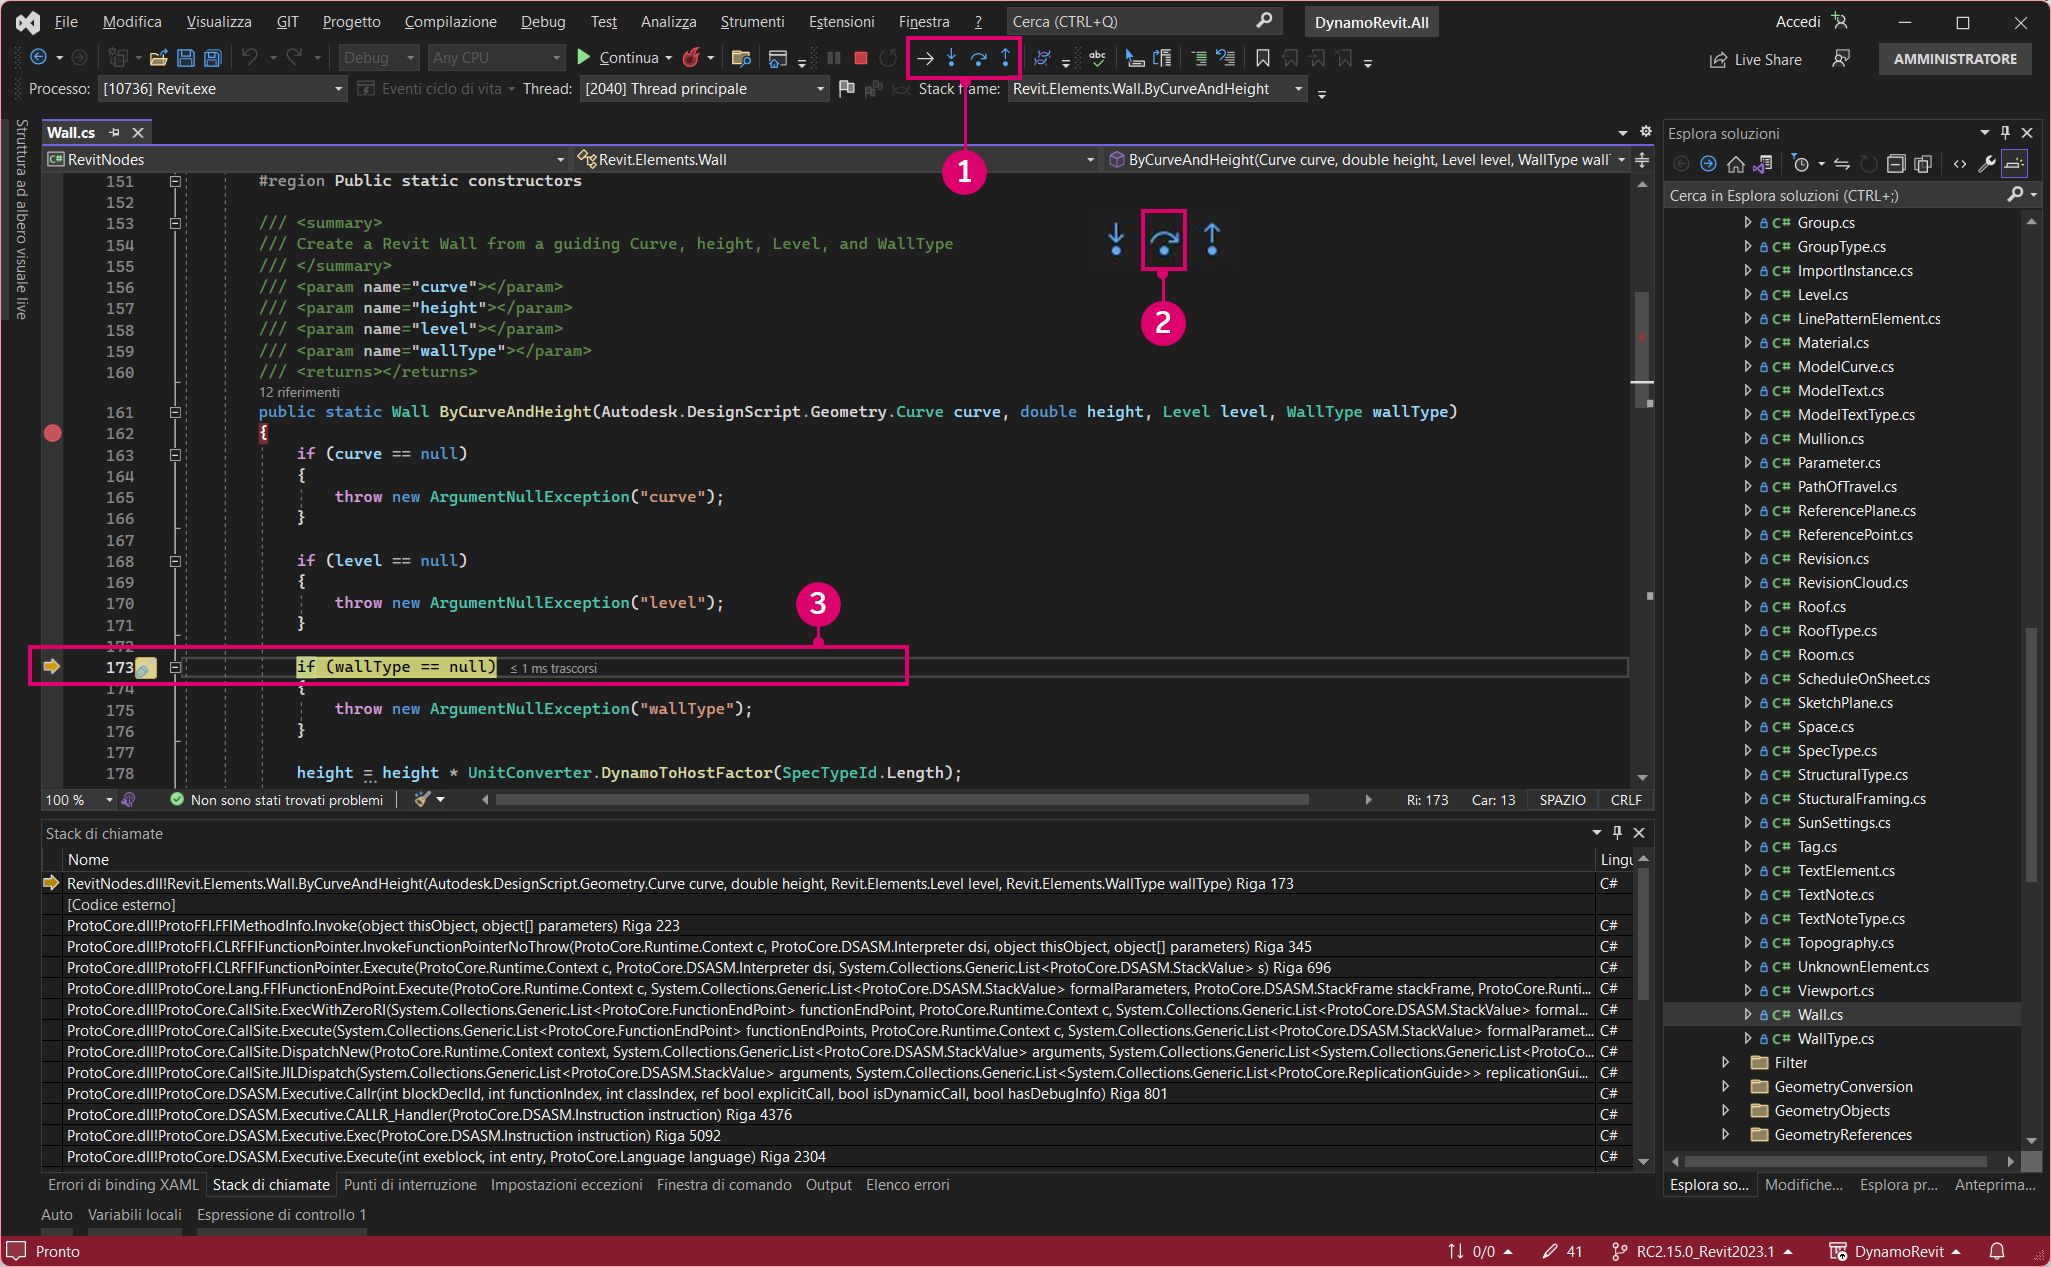 File Modifica Visualizza GIT Progetto Compilazione Debug Test Analizza Strumenti Estensioni Finestra ? Cerca (CTRL+Q) DynamoRevit.All Accedi
Debug Any CPU Continua Live Share AMMINISTRATORE
Processo: [10736] Revit.exe Eventi ciclo di vita Thread: [2040] Thread principale Stack frame: Revit.Elements.Wall.ByCurveAndHeight
Struttura ad albero visuale live
Wall.cs
RevitNodes Revit.Elements.Wall ByCurveAndHeight(Curve curve, double height, Level level, WallType wall
1
2
3
151 #region Public static constructors
152
153 /// <summary>
154 /// Create a Revit Wall from a guiding Curve, height, Level, and WallType
155 /// </summary>
156 /// <param name="curve"></param>
157 /// <param name="height"></param>
158 /// <param name="level"></param>
159 /// <param name="wallType"></param>
160 /// <returns></returns>
12 riferimenti
161 public static Wall ByCurveAndHeight(Autodesk.DesignScript.Geometry.Curve curve, double height, Level level, WallType wallType)
162 {
163 if (curve == null)
164 {
165 throw new ArgumentNullException("curve");
166 }
167
168 if (level == null)
169 {
170 throw new ArgumentNullException("level");
171 }
172
173 if (wallType == null) ≤ 1 ms trascorsi
174 {
175 throw new ArgumentNullException("wallType");
176 }
177
178 height = height * UnitConverter.DynamoToHostFactor(SpecTypeId.Length);
100 % Non sono stati trovati problemi Ri: 173 Car: 13 SPAZIO CRLF
Stack di chiamate
Nome Lingu
RevitNodes.dll!Revit.Elements.Wall.ByCurveAndHeight(Autodesk.DesignScript.Geometry.Curve curve, double height, Revit.Elements.Level level, Revit.Elements.WallType wallType) Riga 173 C#
[Codice esterno]
ProtoCore.dll!ProtoFFI.FFIMethodInfo.Invoke(object thisObject, object[] parameters) Riga 223 C#
ProtoCore.dll!ProtoFFI.CLRFFIFunctionPointer.InvokeFunctionPointerNoThrow(ProtoCore.Runtime.Context c, ProtoCore.DSASM.Interpreter dsi, object thisObject, object[] parameters) Riga 345 C#
ProtoCore.dll!ProtoFFI.CLRFFIFunctionPointer.Execute(ProtoCore.Runtime.Context c, ProtoCore.DSASM.Interpreter dsi, System.Collections.Generic.List<ProtoCore.DSASM.StackValue> s) Riga 696 C#
ProtoCore.dll!ProtoCore.Lang.FFIFunctionEndPoint.Execute(ProtoCore.Runtime.Context c, System.Collections.Generic.List<ProtoCore.DSASM.StackValue> formalParameters, ProtoCore.DSASM.StackFrame stackFrame, ProtoCore.Runti... C#
ProtoCore.dll!ProtoCore.CallSite.ExecWithZeroRI(System.Collections.Generic.List<ProtoCore.FunctionEndPoint> functionEndPoint, ProtoCore.Runtime.Context c, System.Collections.Generic.List<ProtoCore.DSASM.StackValue> formal... C#
ProtoCore.dll!ProtoCore.CallSite.Execute(System.Collections.Generic.List<ProtoCore.FunctionEndPoint> functionEndPoints, ProtoCore.Runtime.Context c, System.Collections.Generic.List<ProtoCore.DSASM.StackValue> formalParamet... C#
ProtoCore.dll!ProtoCore.CallSite.DispatchNew(ProtoCore.Runtime.Context context, System.Collections.Generic.List<ProtoCore.DSASM.StackValue> arguments, System.Collections.Generic.List<System.Collections.Generic.List<ProtoCo... C#
ProtoCore.dll!ProtoCore.CallSite.JILDispatch(System.Collections.Generic.List<ProtoCore.DSASM.StackValue> arguments, System.Collections.Generic.List<System.Collections.Generic.List<ProtoCore.ReplicationGuide>> replicationGui... C#
ProtoCore.dll!ProtoCore.DSASM.Executive.Callr(int blockDeclId, int functionIndex, int classIndex, ref bool explicitCall, bool isDynamicCall, bool hasDebugInfo) Riga 801 C#
ProtoCore.dll!ProtoCore.DSASM.Executive.CALLR_Handler(ProtoCore.DSASM.Instruction instruction) Riga 4376 C#
ProtoCore.dll!ProtoCore.DSASM.Executive.Exec(ProtoCore.DSASM.Instruction instruction) Riga 5092 C#
ProtoCore.dll!ProtoCore.DSASM.Executive.Execute(int exeblock, int entry, ProtoCore.Language language) Riga 2304 C#
Errori di binding XAML Stack di chiamate Punti di interruzione Impostazioni eccezioni Finestra di comando Output Elenco errori
Auto Variabili locali Espressione di controllo 1
Esplora soluzioni
Cerca in Esplora soluzioni (CTRL+;)
C# Group.cs
C# GroupType.cs
C# ImportInstance.cs
C# Level.cs
C# LinePatternElement.cs
C# Material.cs
C# ModelCurve.cs
C# ModelText.cs
C# ModelTextType.cs
C# Mullion.cs
C# Parameter.cs
C# PathOfTravel.cs
C# ReferencePlane.cs
C# ReferencePoint.cs
C# Revision.cs
C# RevisionCloud.cs
C# Roof.cs
C# RoofType.cs
C# Room.cs
C# ScheduleOnSheet.cs
C# SketchPlane.cs
C# Space.cs
C# SpecType.cs
C# StructuralType.cs
C# StucturalFraming.cs
C# SunSettings.cs
C# Tag.cs
C# TextElement.cs
C# TextNote.cs
C# TextNoteType.cs
C# Topography.cs
C# UnknownElement.cs
C# Viewport.cs
C# Wall.cs
C# WallType.cs
Filter
GeometryConversion
GeometryObjects
GeometryReferences
Esplora so... Modifiche... Esplora pr... Anteprima...
Pronto 0/0 41 RC2.15.0_Revit2023.1 DynamoRevit